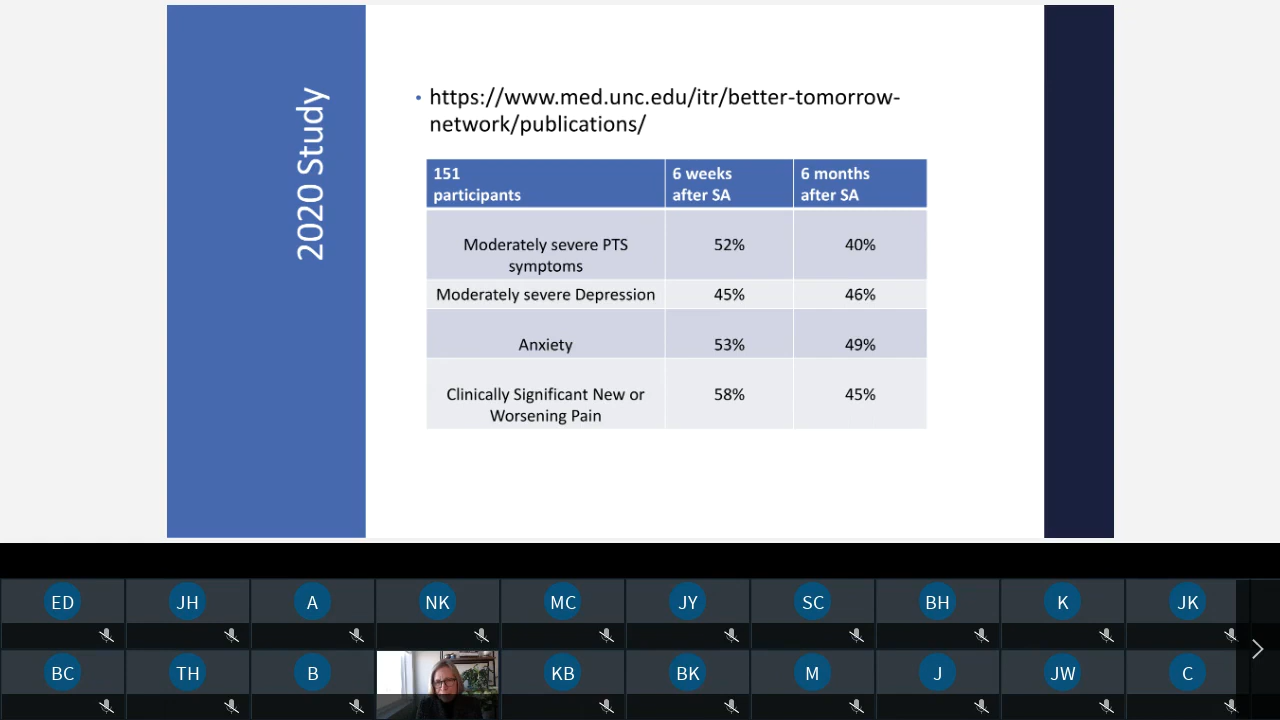 2020 Study
• https://www.med.unc.edu/itr/better-tomorrow-
network/publications/
151
participants
6 weeks
after SA
6 months
after SA
Moderately severe PTS
symptoms
52%
40%
Moderately severe Depression
45%
46%
Anxiety
53%
49%
Clinically Significant New or
Worsening Pain
58%
45%
ED
JH
A
NK
MC
JY
SC
BH
K
JK
BC
TH
B
KB
BK
M
J
JW
C